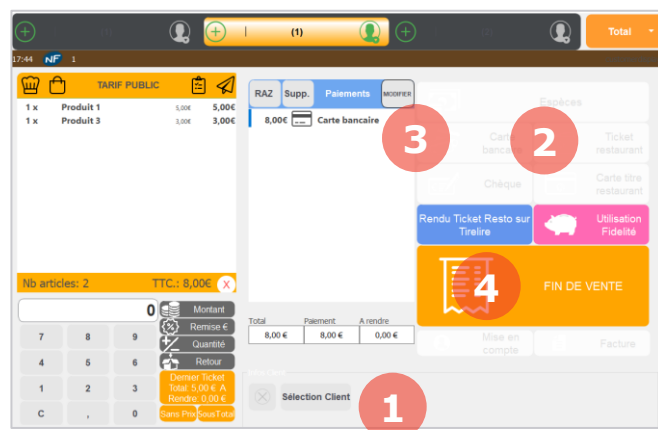 (1)
Total
17:44 NF 1
TARIF PUBLIC
1 x Produit 1 5,00€ 5,00€
1 x Produit 3 3,00€ 3,00€
Nb articles: 2 TTC.: 8,00€ X
RAZ Supp. Paiements MODIFIER
8,00€ Carte bancaire
Total Paiement A rendre
8,00 € 8,00 € 0,00 €
Espèces
3
2
Carte bancaire
Ticket restaurant
Chèque
Carte titre restaurant
Rendu Ticket Resto sur Tirelire
Utilisation Fidelité
4
FIN DE VENTE
Mise en compte
Facture
0
Montant
Remise €
Quantité
Retour
7 8 9
4 5 6
1 2 3
C , 0
Dernier Ticket
Total: 5,00 € A
Rendre: 0,00 €
Sans Prix SousTotal
Sélection Client
1